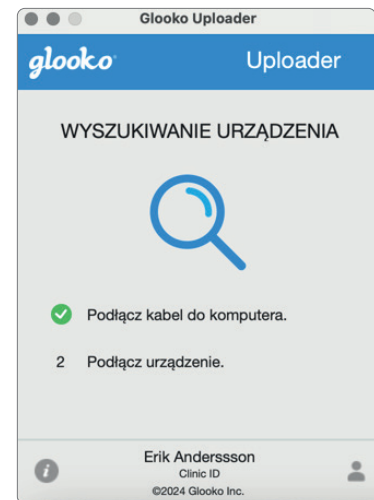 Glooko Uploader
glooko Uploader
WYSZUKIWANIE URZĄDZENIA
Podłącz kabel do komputera.
2 Podłącz urządzenie.
Erik Anderssson
Clinic ID
©2024 Glooko Inc.